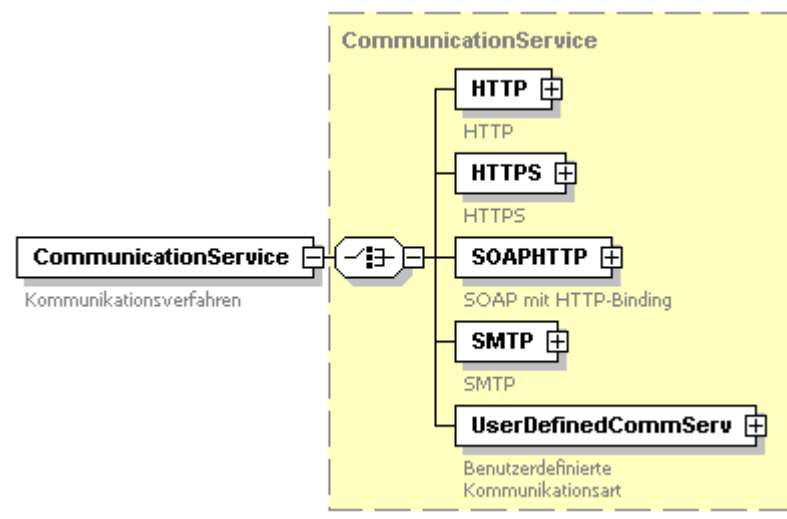 CommunicationService
HTTP
HTTP
HTTPS
HTTPS
CommunicationService
Kommunikationsverfahren
SOAPHTTP
SOAP mit HTTP-Binding
SMTP
SMTP
UserDefinedCommServ
Benutzerdefinierte
Kommunikationsart